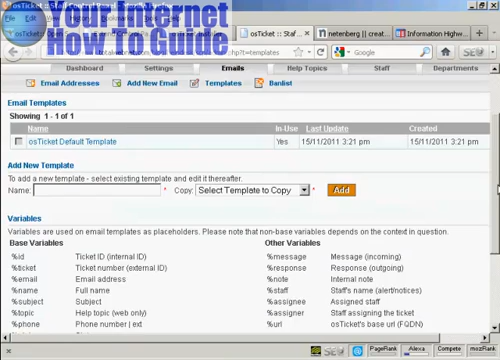 osTicket :: Staff Control Panel - Mozilla Firefox
Internet
How to Guide
osTicket :: Staff ...
netenberg || creat...
Information Highw...
Dashboard Settings Emails Help Topics Staff Departments
Email Addresses Add New Email Templates Banlist
Email Templates
Showing 1 - 1 of 1
Name In Use Last Update Created
osTicket Default Template Yes 15/11/2011 3:21 pm 15/11/2011 3:21 pm
Add New Template
To add a new template - select existing template and edit it thereafter.
Name: * Copy: Select Template to Copy * Add
Variables
Variables are used on email templates as placeholders. Please note that non-base variables depends on the context in question.
Base Variables Other Variables
%id Ticket ID (internal ID) %message Message (incoming)
%ticket Ticket number (external ID) %response Response (outgoing)
%email Email address %note Internal note
%name Full name %staff Staff's name (alert/notices)
%subject Subject %assignee Assigned staff
%topic Help topic (web only) %assigner Staff assigning the ticket
%phone Phone number | ext %url osTicket's base url (FQDN)
PageRank Alexa Compete mozRank